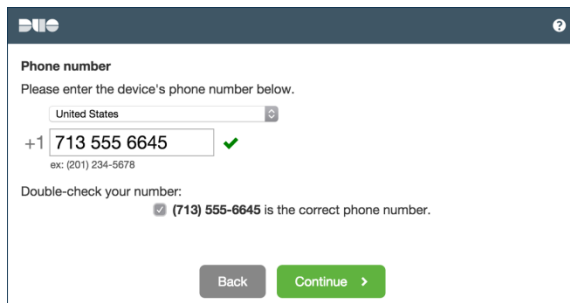 DUO
?
Phone number
Please enter the device's phone number below.
United States
+1 713 555 6645
ex: (201) 234-5678
Double-check your number:
(713) 555-6645 is the correct phone number.
Back Continue >